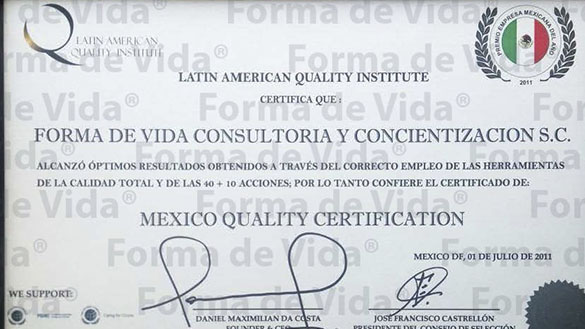 Forma de Vida®
LATIN AMERICAN
QUALITY INSTITUTE
PREMIO EMPRESA MEXICANA DEL AÑO
2011
LATIN AMERICAN QUALITY INSTITUTE
CERTIFICA QUE :
FORMA DE VIDA CONSULTORIA Y CONCIENTIZACION S.C.
ALCANZÓ ÓPTIMOS RESULTADOS OBTENIDOS A TRAVÉS DEL CORRECTO EMPLEO DE LAS HERRAMIENTAS
DE LA CALIDAD TOTAL Y DE LAS 40 + 10 ACCIONES; POR LO TANTO CONFIERE EL CERTIFICADO DE:
MEXICO QUALITY CERTIFICATION
MEXICO DF, 01 DE JULIO DE 2011
WE SUPPORT:
DANIEL MAXIMILIAN DA COSTA
FOUNDER & CEO
JOSÉ FRANCISCO CASTRELLÓN
PRESIDENTE DEL CONSEJO DE SELECCIÓN